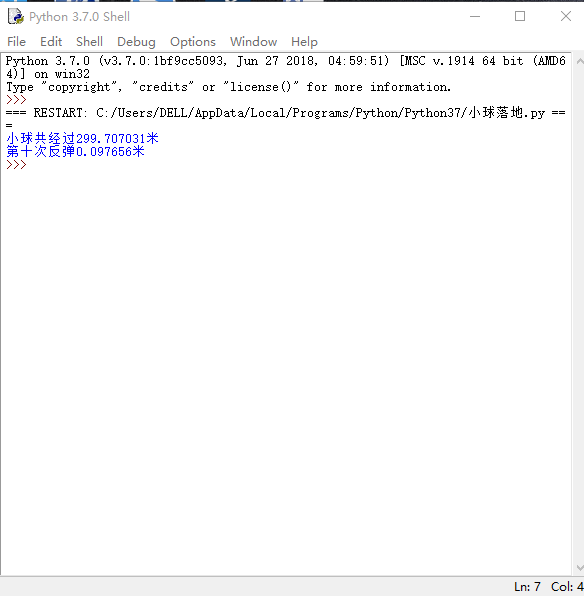 Python 3.7.0 Shell
File Edit Shell Debug Options Window Help
Python 3.7.0 (v3.7.0:1bf9cc5093, Jun 27 2018, 04:59:51) [MSC v.1914 64 bit (AMD6
4)] on win32
Type "copyright", "credits" or "license()" for more information.
>>>
=== RESTART: C:/Users/DELL/AppData/Local/Programs/Python/Python37/小球落地.py ==
=
小球共经过299.707031米
第十次反弹0.097656米
>>>
Ln: 7 Col: 4